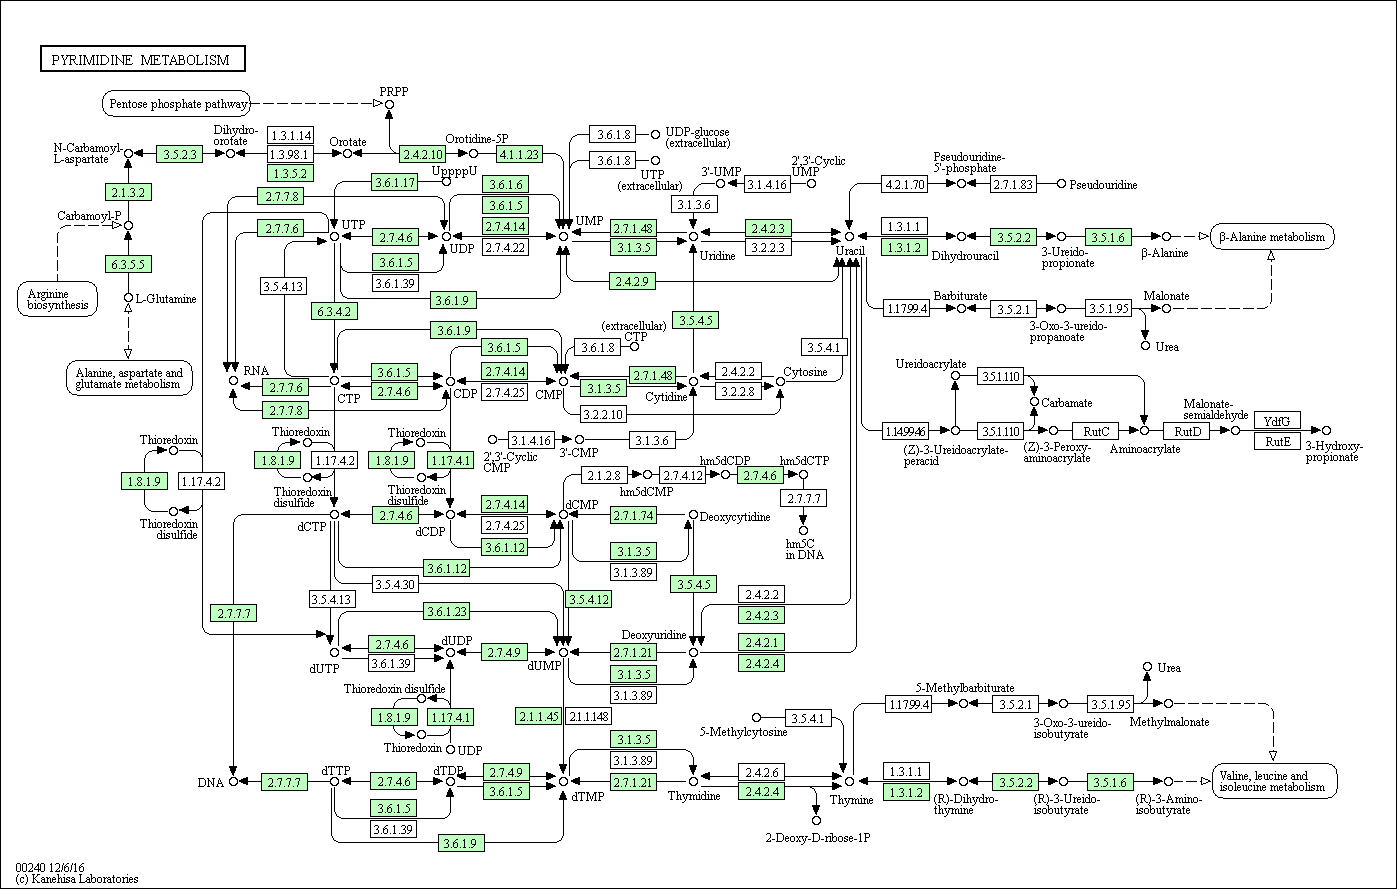 PYRIMIDINE METABOLISM
Pentose phosphate pathway
PRPP
N-Carbamoyl-
L-aspartate
3.5.2.3
Dihydro-
orotate
1.3.1.14
1.3.98.1
1.3.5.2
Orotate
2.4.2.10
Orotidine-5P
4.1.1.23
3.6.1.8
UDP-glucose
(extracellular)
3.6.1.8
UTP
(extracellular)
3'-UMP
3.1.4.16
2',3'-Cyclic
UMP
3.1.3.6
Pseudouridine-
5'-phosphate
4.2.1.70
2.7.1.83
Pseudouridine
2.1.3.2
Carbamoyl-P
6.3.5.5
L-Glutamine
Arginine
biosynthesis
Alanine, aspartate and
glutamate metabolism
UppppU
3.6.1.17
2.7.7.8
3.6.1.6
3.6.1.5
2.7.7.6
UTP
2.7.4.6
UDP
2.7.4.14
2.7.4.22
UMP
2.7.1.48
3.1.3.5
Uridine
2.4.2.3
3.2.2.3
Uracil
1.3.1.1
1.3.1.2
Dihydrouracil
3.5.2.2
3-Ureido-
propionate
3.5.1.6
β-Alanine
β-Alanine metabolism
3.6.1.5
3.6.1.39
3.5.4.13
3.6.1.9
2.4.2.9
6.3.4.2
3.6.1.9
3.5.4.5
3.5.4.1
1.1.99.4
Barbiturate
3.5.2.1
3-Oxo-3-ureido-
propanoate
3.5.1.95
Malonate
Urea
RNA
2.7.7.6
2.7.7.8
CTP
3.6.1.5
2.7.4.6
CDP
3.6.1.5
2.7.4.14
2.7.4.25
CMP
3.6.1.8
(extracellular)
CTP
2.7.1.48
3.1.3.5
Cytidine
2.4.2.2
3.2.2.8
Cytosine
3.2.2.10
2',3'-Cyclic
CMP
3.1.4.16
3'-CMP
3.1.3.6
Ureidoacrylate
3.5.1.110
Carbamate
1.14.99.46
(Z)-3-Ureidoacrylate-
peracid
3.5.1.110
(Z)-3-Peroxy-
aminoacrylate
RutC
Aminoacrylate
RutD
Malonate-
semialdehyde
YdfG
RutE
3-Hydroxy-
propionate
Thioredoxin
1.8.1.9
1.17.4.2
Thioredoxin
disulfide
Thioredoxin
1.8.1.9
1.17.4.2
Thioredoxin
disulfide
Thioredoxin
1.8.1.9
1.17.4.1
Thioredoxin
disulfide
2.1.2.8
hm5dCMP
2.7.4.12
hm5dCDP
2.7.4.6
hm5dCTP
2.7.7.7
hm5C
in DNA
dCTP
2.7.4.6
dCDP
2.7.4.14
2.7.4.25
dCMP
2.7.1.74
Deoxycytidine
3.6.1.12
3.1.3.5
3.1.3.89
3.6.1.12
3.5.4.30
3.5.4.13
3.5.4.12
3.5.4.5
2.7.7.7
3.6.1.23
2.4.2.2
2.4.2.3
dUTP
2.7.4.6
3.6.1.39
dUDP
2.7.4.9
dUMP
2.7.1.21
Deoxyuridine
2.4.2.1
2.4.2.4
3.1.3.5
3.1.3.89
Thioredoxin disulfide
1.8.1.9
1.17.4.1
Thioredoxin
UDP
2.1.1.45
2.1.1.148
5-Methylcytosine
3.5.4.1
1.1.99.4
5-Methylbarbiturate
3.5.2.1
3-Oxo-3-ureido-
isobutyrate
3.5.1.95
Urea
Methylmalonate
DNA
2.7.7.7
dTTP
2.7.4.6
3.6.1.5
3.6.1.39
dTDP
2.7.4.9
3.6.1.5
dTMP
3.1.3.5
3.1.3.89
2.7.1.21
Thymidine
2.4.2.6
2.4.2.4
Thymine
2-Deoxy-D-ribose-1P
1.3.1.1
1.3.1.2
(R)-Dihydro-
thymine
3.5.2.2
(R)-3-Ureido-
isobutyrate
3.5.1.6
(R)-3-Amino-
isobutyrate
Valine, leucine and
isoleucine metabolism
3.6.1.9
00240 12/6/16
(c) Kanehisa Laboratories